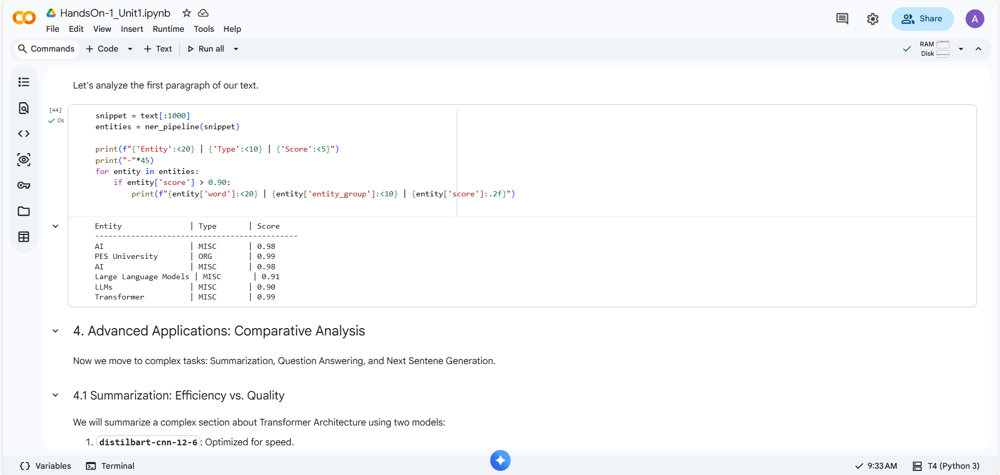 HandsOn-1_Unit1.ipynb
File Edit View Insert Runtime Tools Help
Share
A
Commands + Code + Text Run all
RAM
Disk
Let's analyze the first paragraph of our text.
[44]
0s
snippet = text[:1000]
entities = ner_pipeline(snippet)
print(f"{'Entity':<20} | {'Type':<10} | {'Score':<5}")
print("-"*45)
for entity in entities:
    if entity['score'] > 0.90:
        print(f"{entity['word']:<20} | {entity['entity_group']:<10} | {entity['score']:.2f}")
Entity               | Type       | Score
---------------------------------------------
AI                   | MISC       | 0.98
PES University       | ORG        | 0.99
AI                   | MISC       | 0.98
Large Language Models | MISC       | 0.91
LLMs                 | MISC       | 0.90
Transformer          | MISC       | 0.99
4. Advanced Applications: Comparative Analysis
Now we move to complex tasks: Summarization, Question Answering, and Next Sentene Generation.
4.1 Summarization: Efficiency vs. Quality
We will summarize a complex section about Transformer Architecture using two models:
1. distilbart-cnn-12-6: Optimized for speed.
{} Variables Terminal
9:33 AM T4 (Python 3)